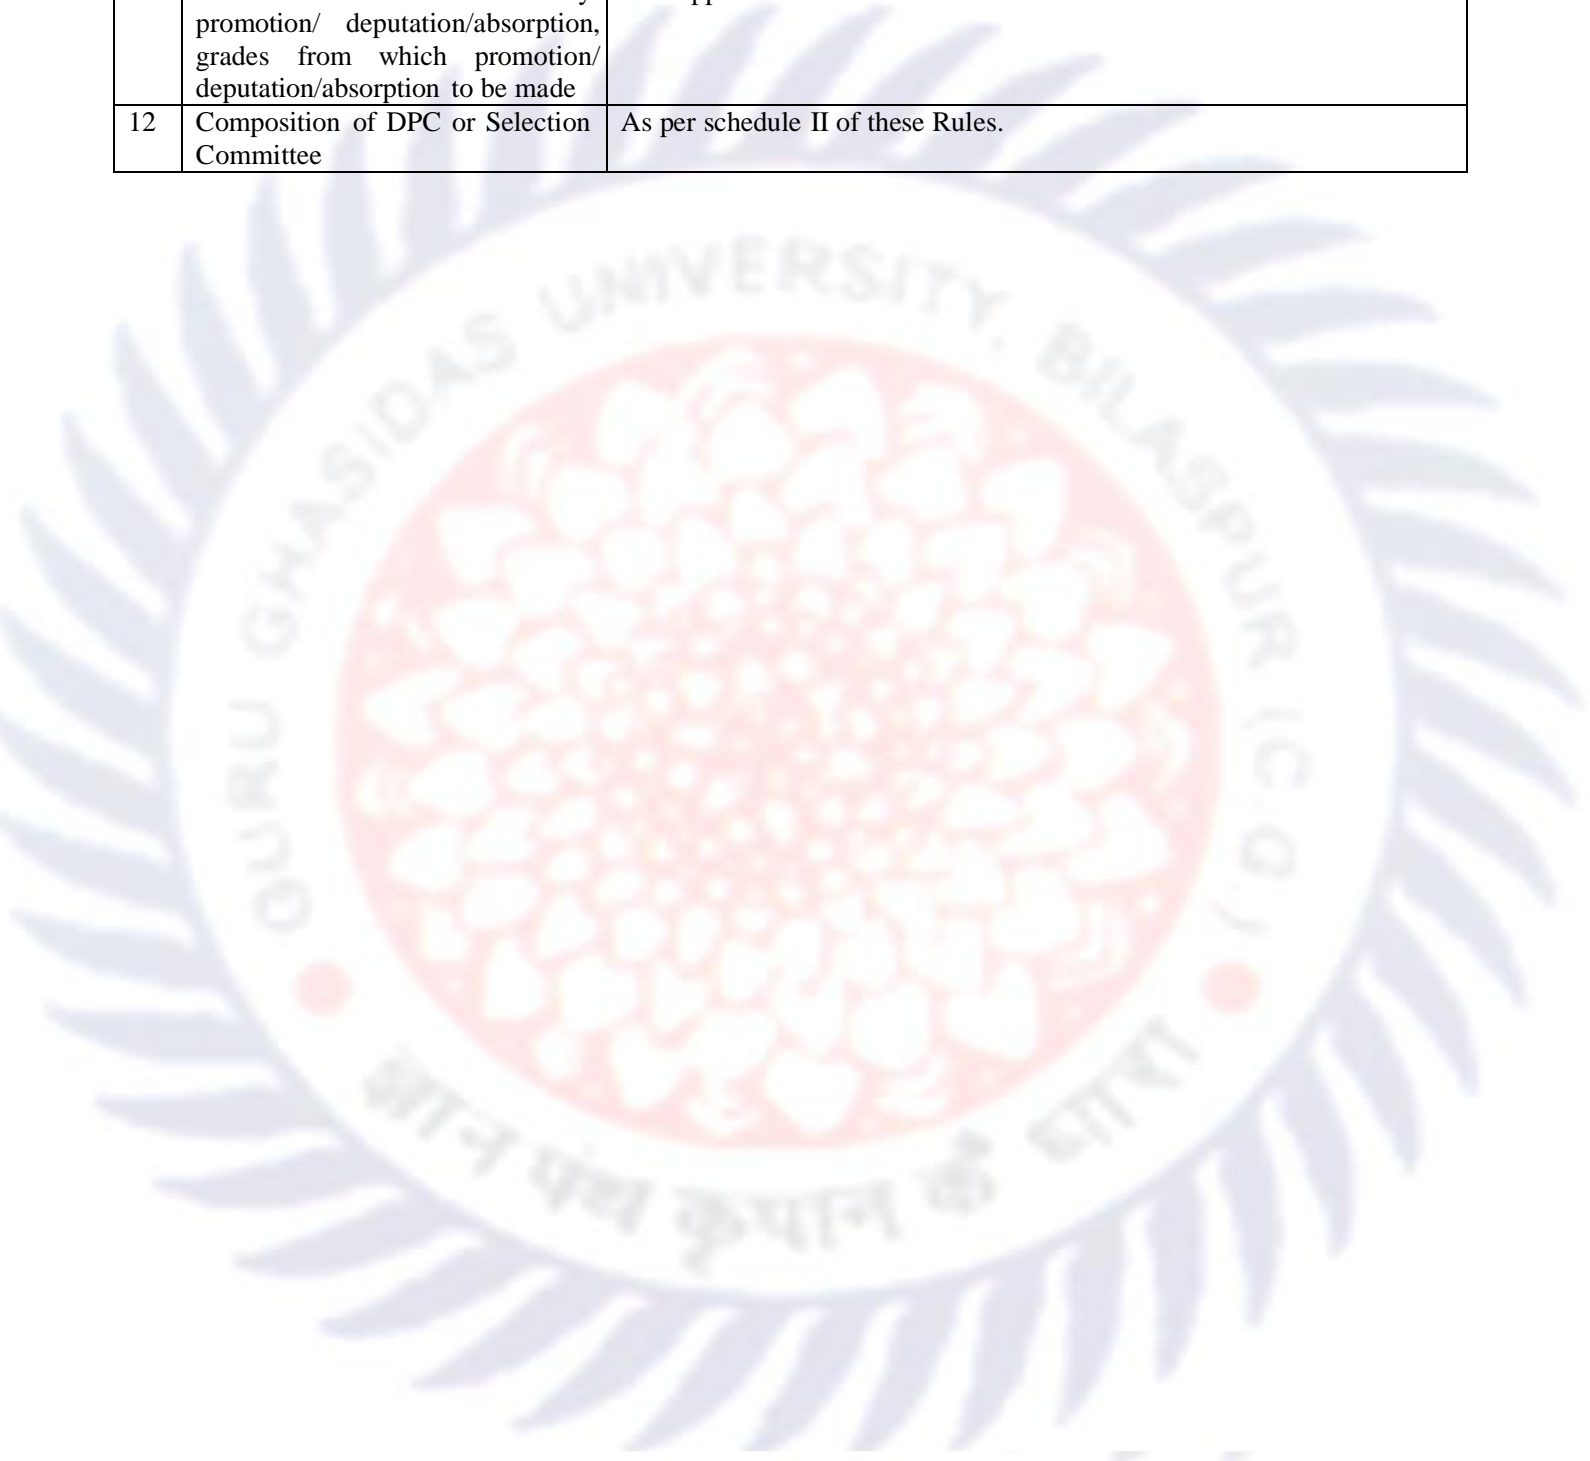 promotion/ deputation/absorption,
grades from which promotion/
deputation/absorption to be made
12 Composition of DPC or Selection Committee As per schedule II of these Rules.
GURU GHASIDAS UNIVERSITY, BILASPUR (C.G.)
ज्ञान पंथ कृपान कै धारा